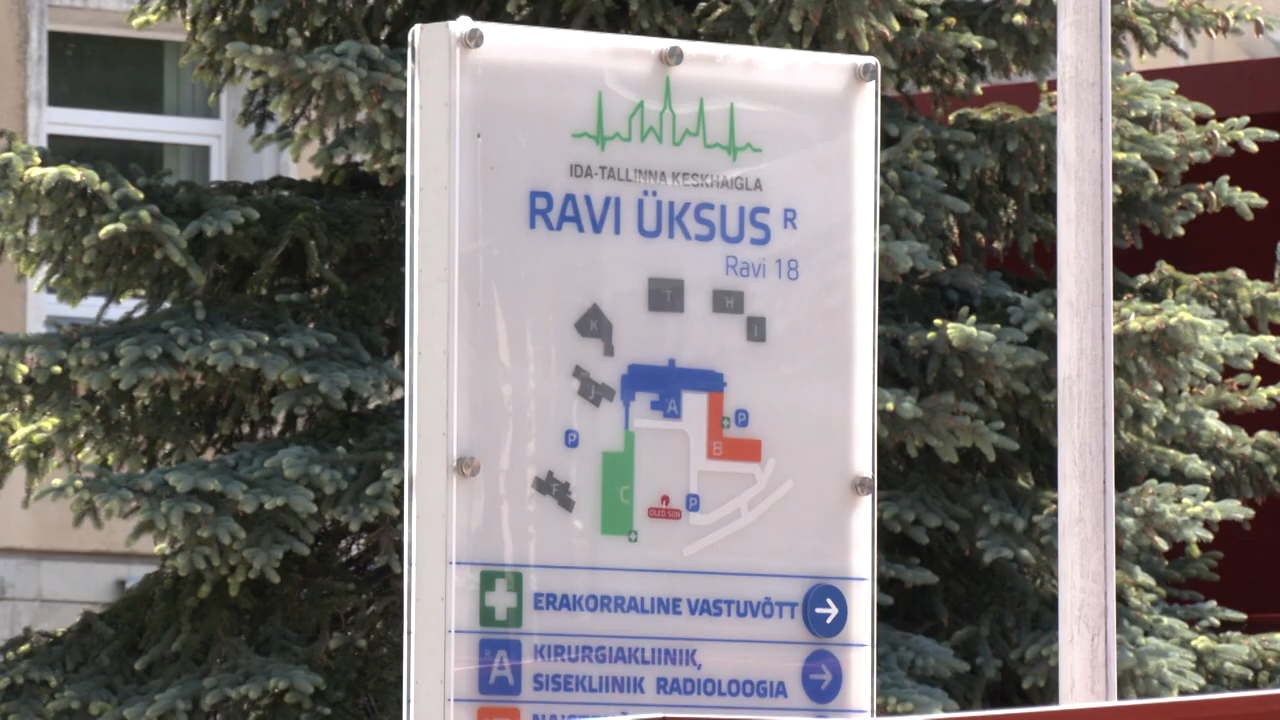 IDA-TALLINNA KESKHAIGLA
RAVI ÜKSUS R
Ravi 18
T
H
I
K
J
A
P
B
P
C
F
P
OLED SIIN
ERAKORRALINE VASTUVÕTT
A
KIRURGIAKLIINIK,
SISEKLIINIK RADIOLOOGIA